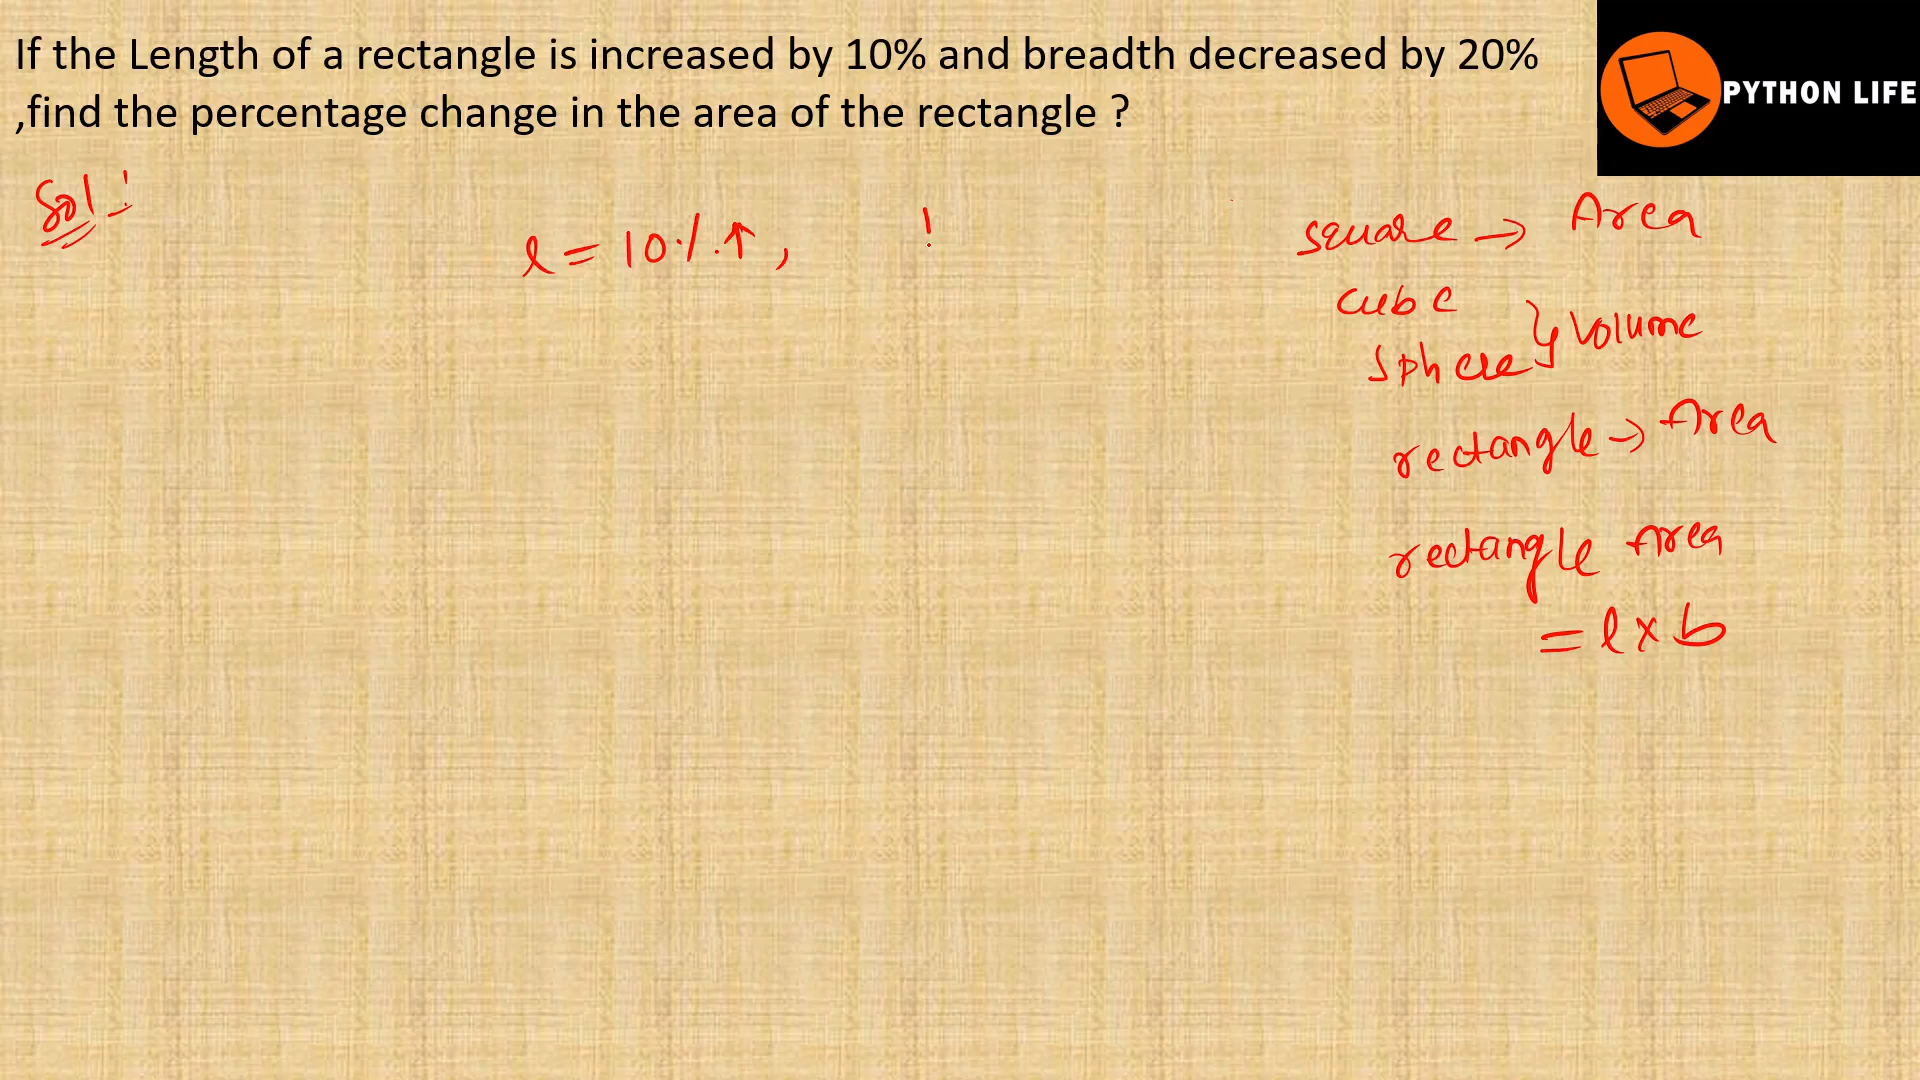 If the Length of a rectangle is increased by 10% and breadth decreased by 20%
,find the percentage change in the area of the rectangle ?
PYTHON LIFE
Sol :
l = 10% ↑ ,
square → Area
cube
sphere } volume
rectangle → Area
rectangle Area
= l x b